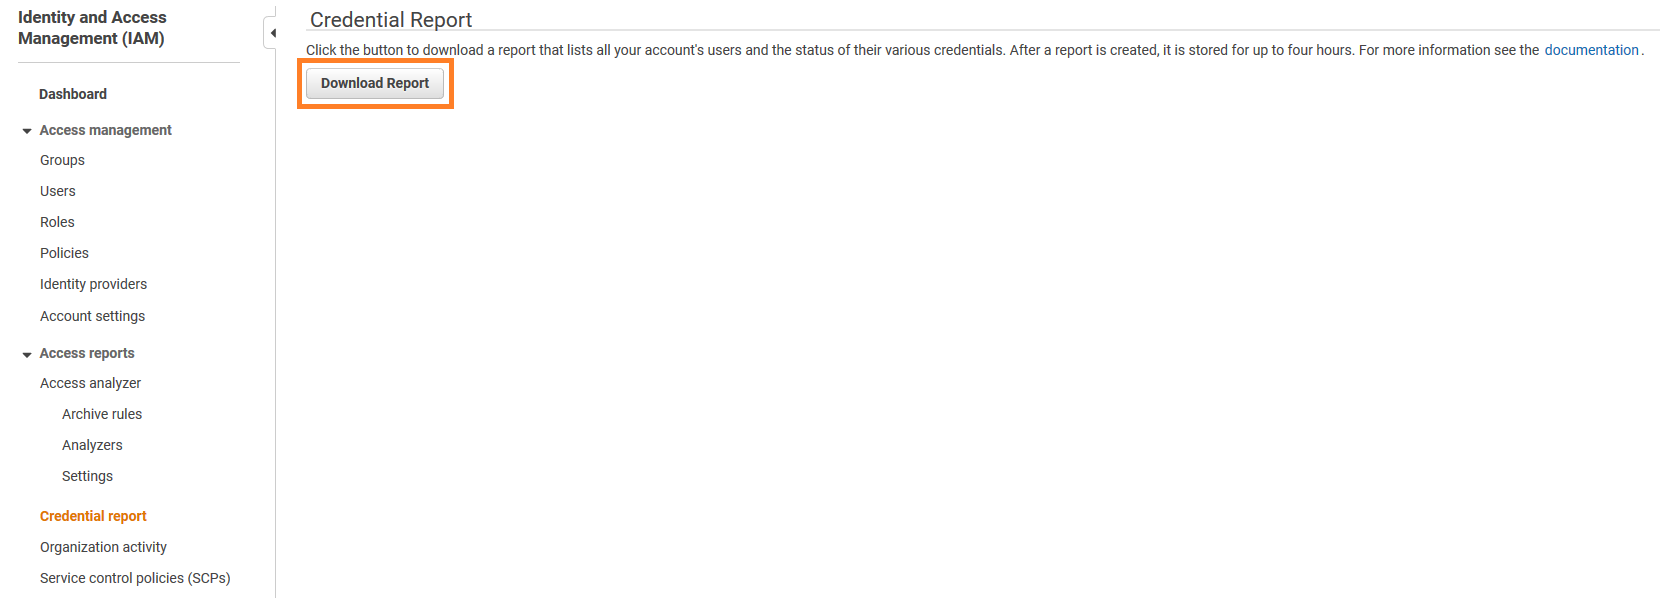 Identity and Access
Management (IAM)
Dashboard
Access management
Groups
Users
Roles
Policies
Identity providers
Account settings
Access reports
Access analyzer
Archive rules
Analyzers
Settings
Credential report
Organization activity
Service control policies (SCPs)
Credential Report
Click the button to download a report that lists all your account's users and the status of their various credentials. After a report is created, it is stored for up to four hours. For more information see the documentation.
Download Report